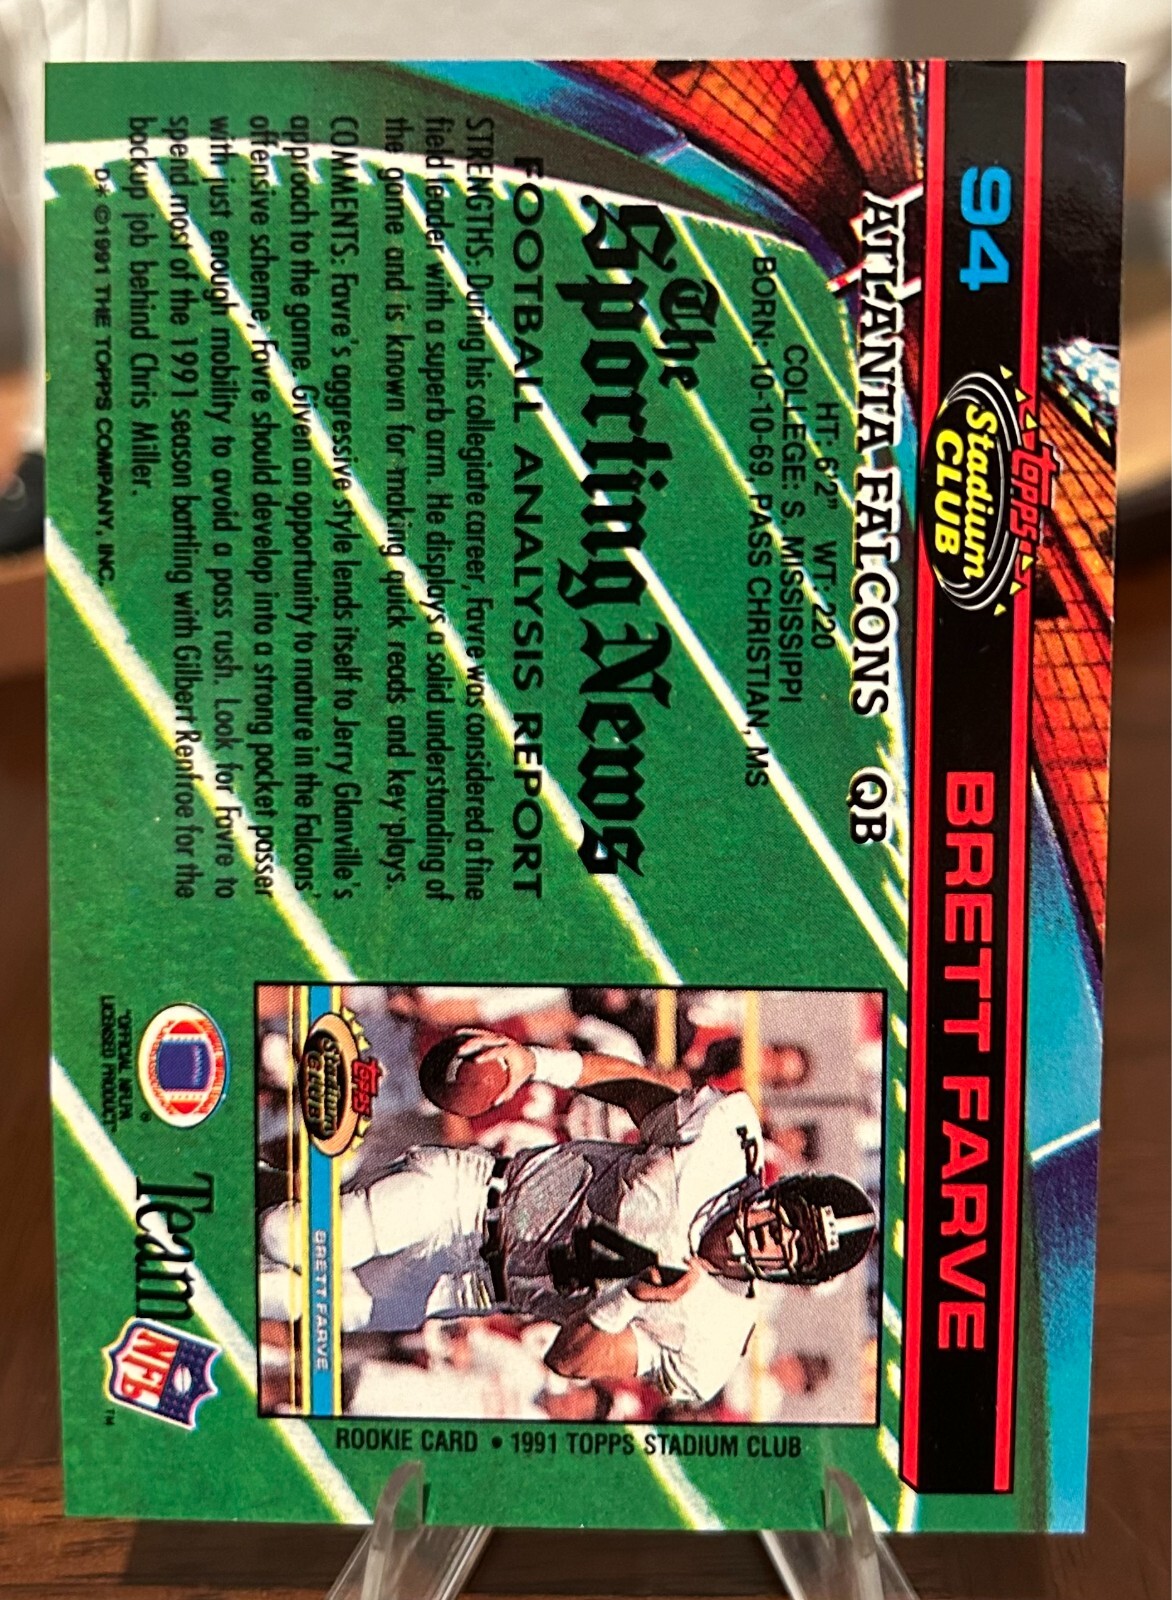 94
Topps
Stadium
CLUB
BRETT FARVE
ATLANTA FALCONS QB
HT: 6'2" WT: 220
COLLEGE: S. MISSISSIPPI
BORN: 10-10-69 PASS CHRISTIAN, MS
The
Sporting News
FOOTBALL ANALYSIS REPORT
STRENGTHS: During his collegiate career, Favre was considered a fine
field leader with a superb arm. He displays a solid understanding of
the game and is known for making quick reads and key plays.
COMMENTS: Favre's aggressive style lends itself to Jerry Glanville's
approach to the game. Given an opportunity to mature in the Falcons'
offensive scheme, Favre should develop into a strong pocket passer
with just enough mobility to avoid a pass rush. Look for Favre to
spend most of the 1991 season battling with Gilbert Renfroe for the
backup job behind Chris Miller.
D* ©1991 THE TOPPS COMPANY, INC.
4
Topps
Stadium
CLUB
BRETT FARVE
ROOKIE CARD • 1991 TOPPS STADIUM CLUB
"OFFICIAL NFLPA
LICENSED PRODUCT"
®
Team
NFL
™